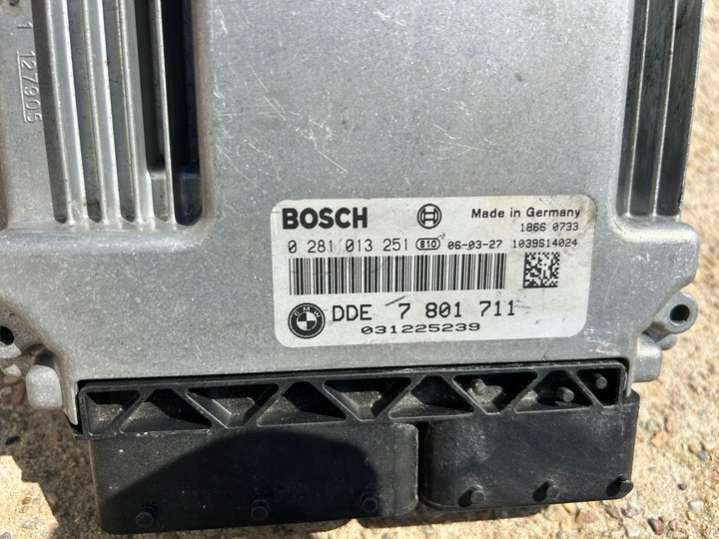 1 127905
BOSCH Made in Germany
1866 0733
0 281 013 251 810 06-03-27 1039S14024
BMW
DDE 7 801 711
031225239